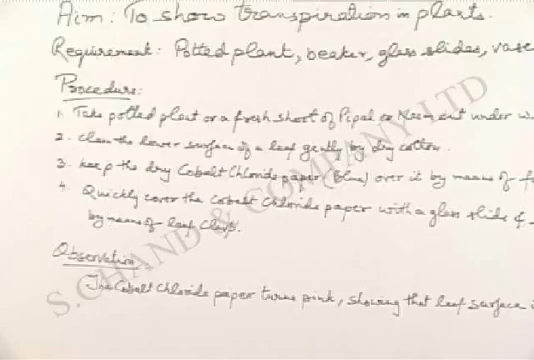 Aim: To show transpiration in plants.
Requirement: Potted plant, beaker, glass slides, vase
Procedure:
1. Take potted plant or a fresh shoot of Pipal or Neem cut under w
2. Clean the lower surface of a leaf gently by dry cotton.
3. Keep the dry Cobalt Chloride paper (blue) over it by means of f
4. Quickly cover the Cobalt Chloride paper with a glass slide &
by means of leaf clips.
Observation
The Cobalt Chloride paper turns pink, showing that leaf surface
S. CHAND & COMPANY LTD